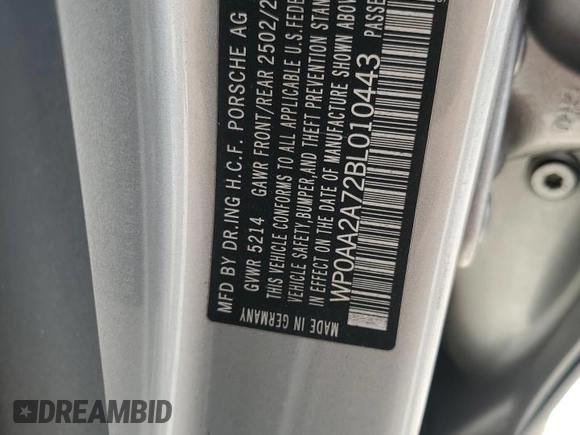 MFD BY DR.ING H.C.F. PORSCHE AG
GVWR 5214 GAWR FRONT/REAR 2502/2
THIS VEHICLE CONFORMS TO ALL APPLICABLE U.S.FEDE
VEHICLE SAFETY,BUMPER,AND THEFT PREVENTION STAN
IN EFFECT ON THE DATE OF MANUFACTURE SHOWN ABOV
WP0AA2A72BL010443 PASSE
MADE IN GERMANY
DREAMBID